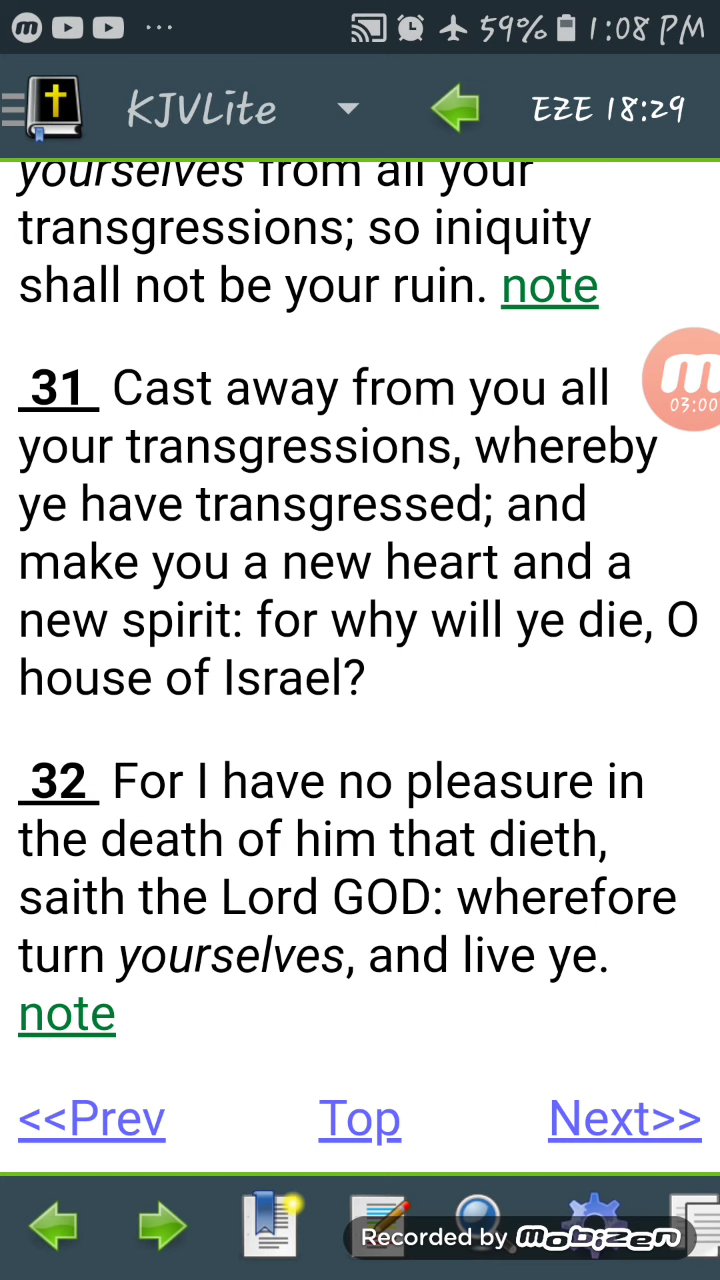 m ... 59% 1:08 PM
KJVLite EZE 18:29
yourselves from all your
transgressions; so iniquity
shall not be your ruin. note
31 Cast away from you all
m
03:00
your transgressions, whereby
ye have transgressed; and
make you a new heart and a
new spirit: for why will ye die, O
house of Israel?
32 For I have no pleasure in
the death of him that dieth,
saith the Lord GOD: wherefore
turn yourselves, and live ye.
note
<<Prev Top Next>>
Recorded by mobizen